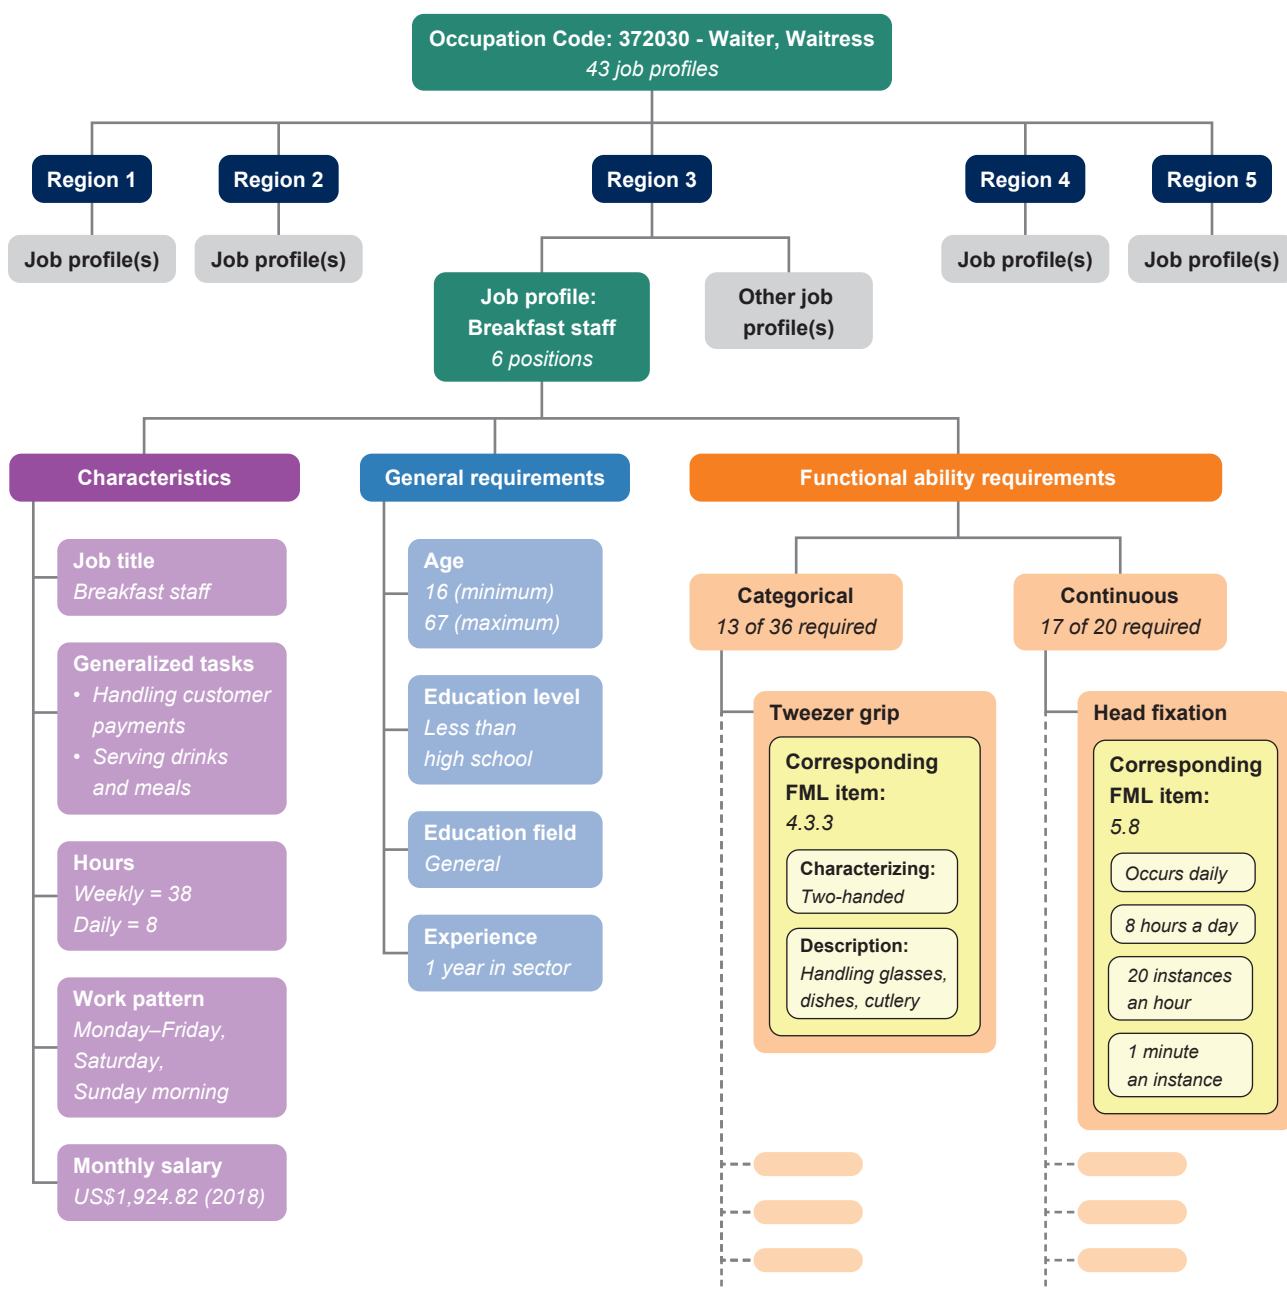 Occupation Code: 372030 - Waiter, Waitress
43 job profiles
Region 1
Region 2
Region 3
Region 4
Region 5
Job profile(s)
Job profile(s)
Job profile(s)
Job profile(s)
Job profile:
Breakfast staff
6 positions
Other job
profile(s)
Characteristics
Job title
Breakfast staff
Generalized tasks
• Handling customer
payments
• Serving drinks
and meals
Hours
Weekly = 38
Daily = 8
Work pattern
Monday–Friday,
Saturday,
Sunday morning
Monthly salary
US$1,924.82 (2018)
General requirements
Age
16 (minimum)
67 (maximum)
Education level
Less than
high school
Education field
General
Experience
1 year in sector
Functional ability requirements
Categorical
13 of 36 required
Tweezer grip
Corresponding
FML item:
4.3.3
Characterizing:
Two-handed
Description:
Handling glasses,
dishes, cutlery
Continuous
17 of 20 required
Head fixation
Corresponding
FML item:
5.8
Occurs daily
8 hours a day
20 instances
an hour
1 minute
an instance